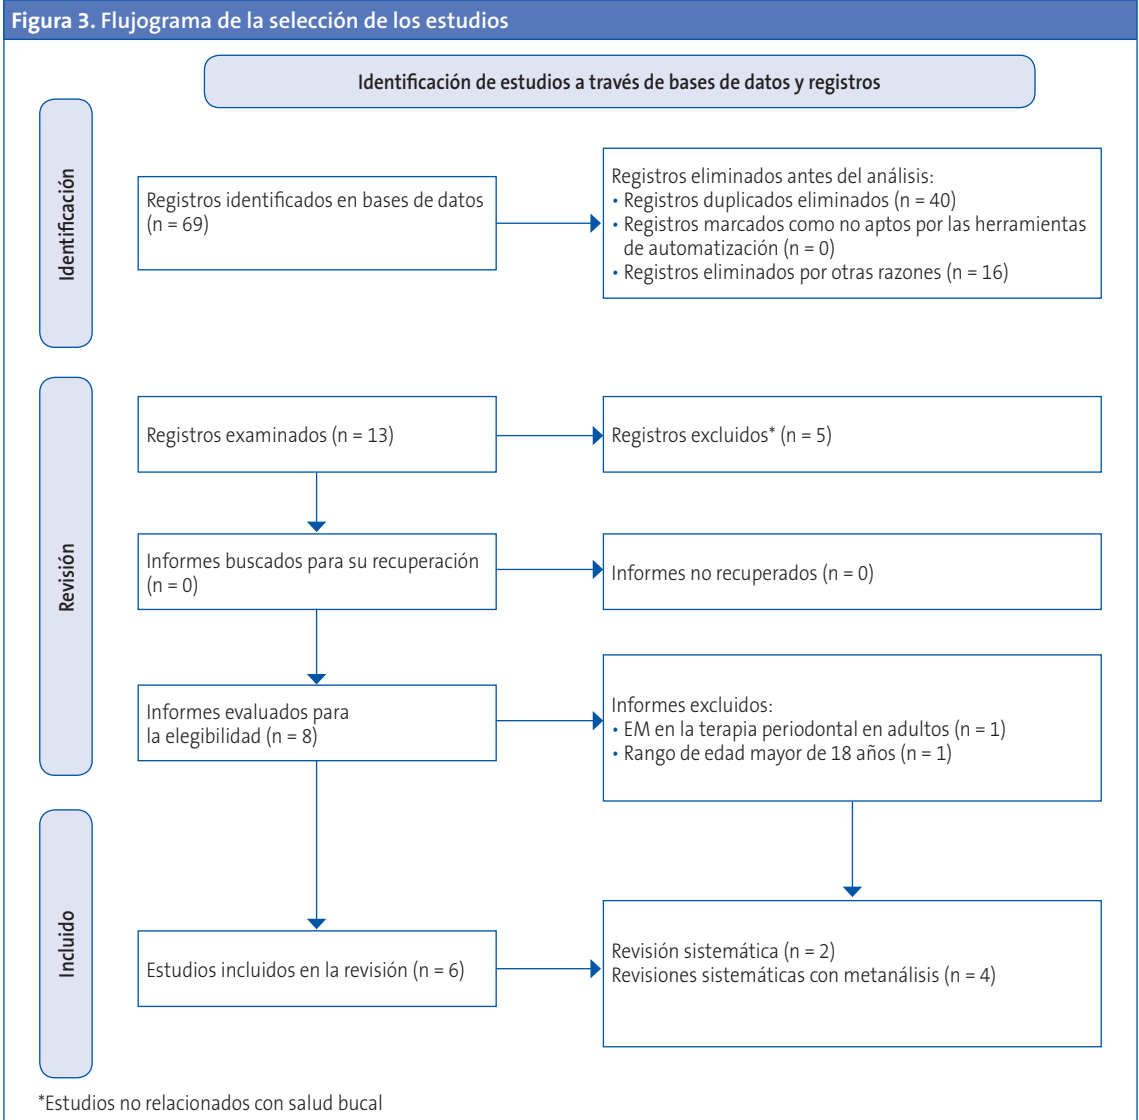 Figura 3. Flujograma de la selección de los estudios
Identificación de estudios a través de bases de datos y registros
Identificación
Registros identificados en bases de datos
(n = 69)
Registros eliminados antes del análisis:
• Registros duplicados eliminados (n = 40)
• Registros marcados como no aptos por las herramientas
de automatización (n = 0)
• Registros eliminados por otras razones (n = 16)
Revisión
Registros examinados (n = 13)
Registros excluidos* (n = 5)
Informes buscados para su recuperación
(n = 0)
Informes no recuperados (n = 0)
Informes evaluados para
la elegibilidad (n = 8)
Informes excluidos:
• EM en la terapia periodontal en adultos (n = 1)
• Rango de edad mayor de 18 años (n = 1)
Incluido
Estudios incluidos en la revisión (n = 6)
Revisión sistemática (n = 2)
Revisiones sistemáticas con metanálisis (n = 4)
*Estudios no relacionados con salud bucal